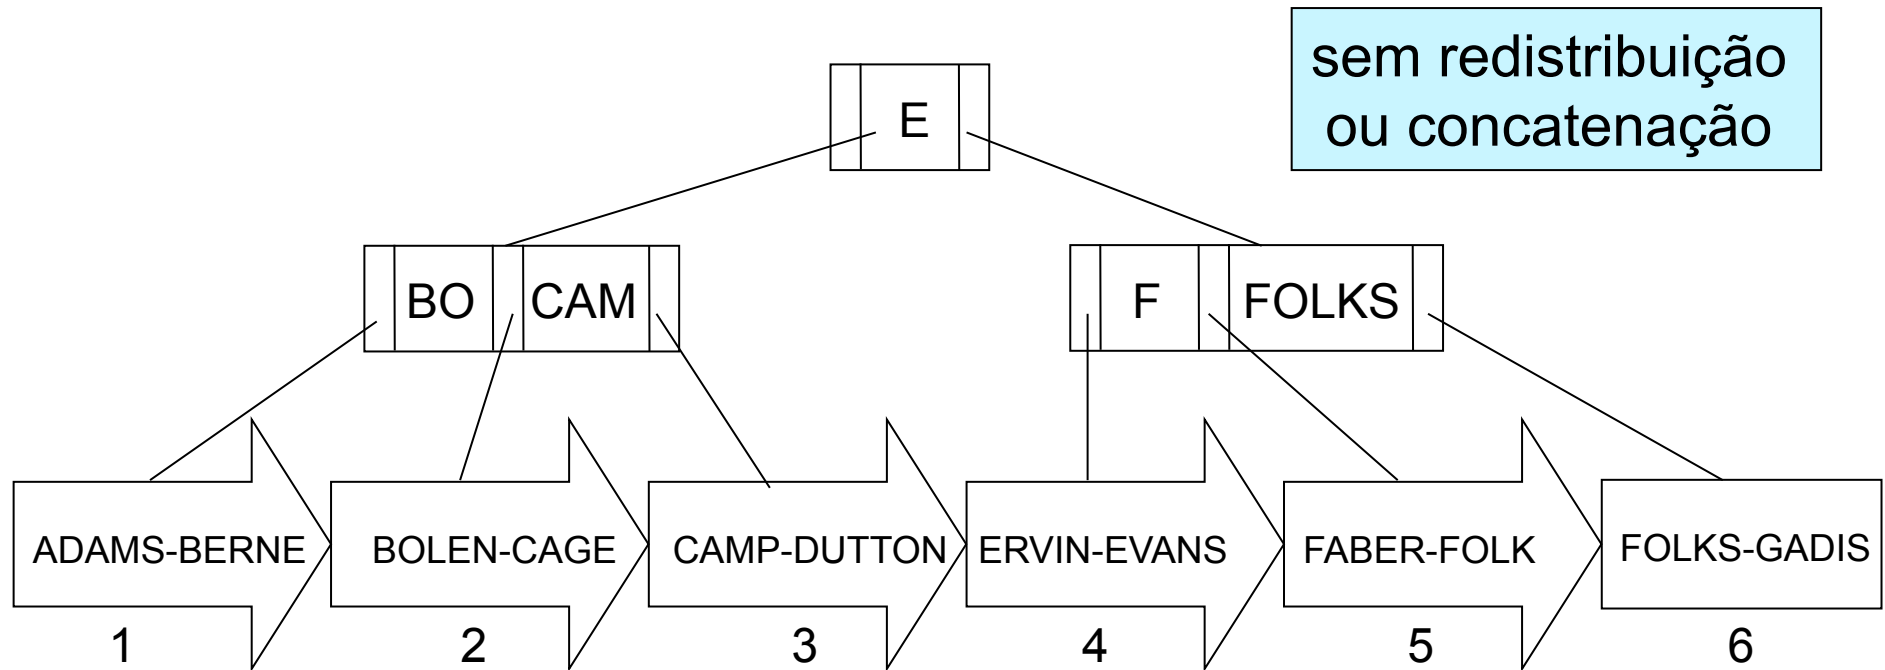 sem redistribuição
ou concatenação
E
BO CAM
F FOLKS
ADAMS-BERNE BOLEN-CAGE CAMP-DUTTON ERVIN-EVANS FABER-FOLK FOLKS-GADIS
1 2 3 4 5 6